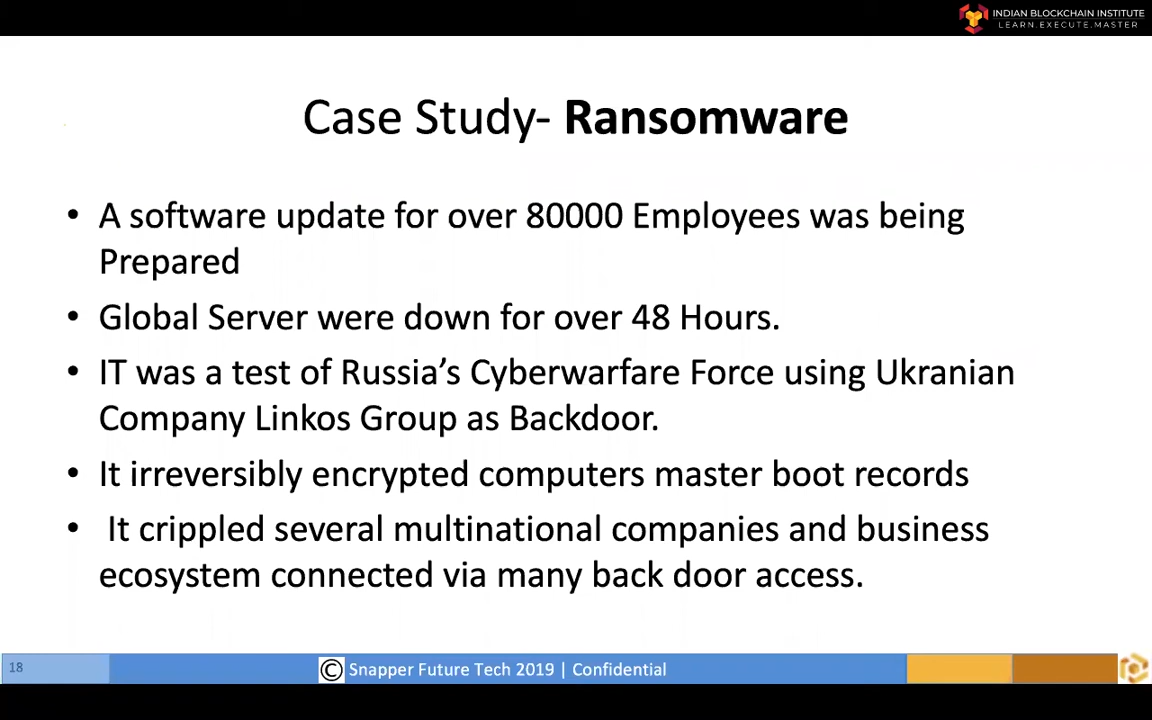 INDIAN BLOCKCHAIN INSTITUTE
LEARN.EXECUTE.MASTER
Case Study- Ransomware
• A software update for over 80000 Employees was being
Prepared
• Global Server were down for over 48 Hours.
• IT was a test of Russia’s Cyberwarfare Force using Ukranian
Company Linkos Group as Backdoor.
• It irreversibly encrypted computers master boot records
• It crippled several multinational companies and business
ecosystem connected via many back door access.
18
© Snapper Future Tech 2019 | Confidential